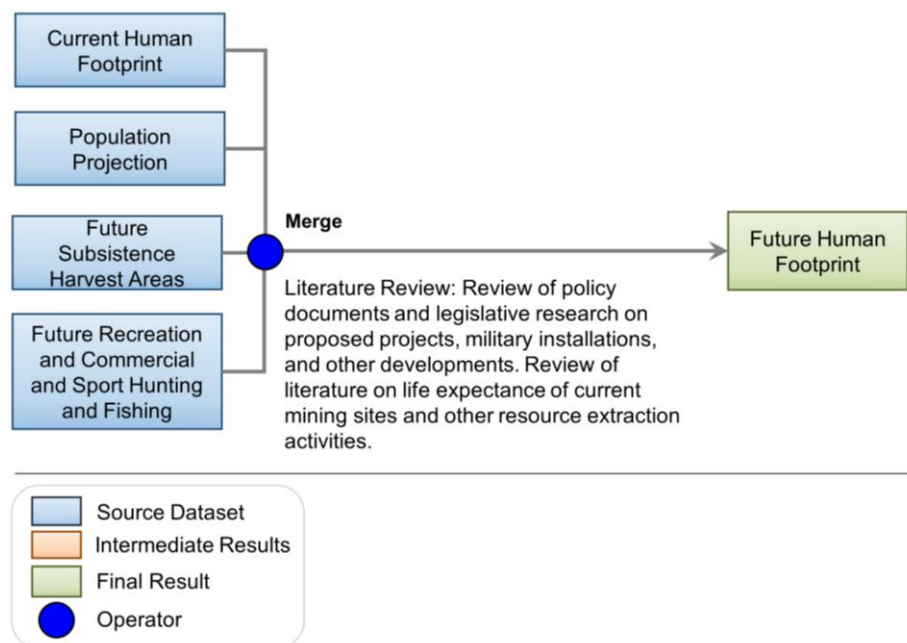 Current Human
Footprint
Population
Projection
Future
Subsistence
Harvest Areas
Future Recreation
and Commercial
and Sport Hunting
and Fishing
Merge
Literature Review: Review of policy
documents and legislative research on
proposed projects, military installations,
and other developments. Review of
literature on life expectance of current
mining sites and other resource extraction
activities.
Future Human
Footprint
Source Dataset
Intermediate Results
Final Result
Operator